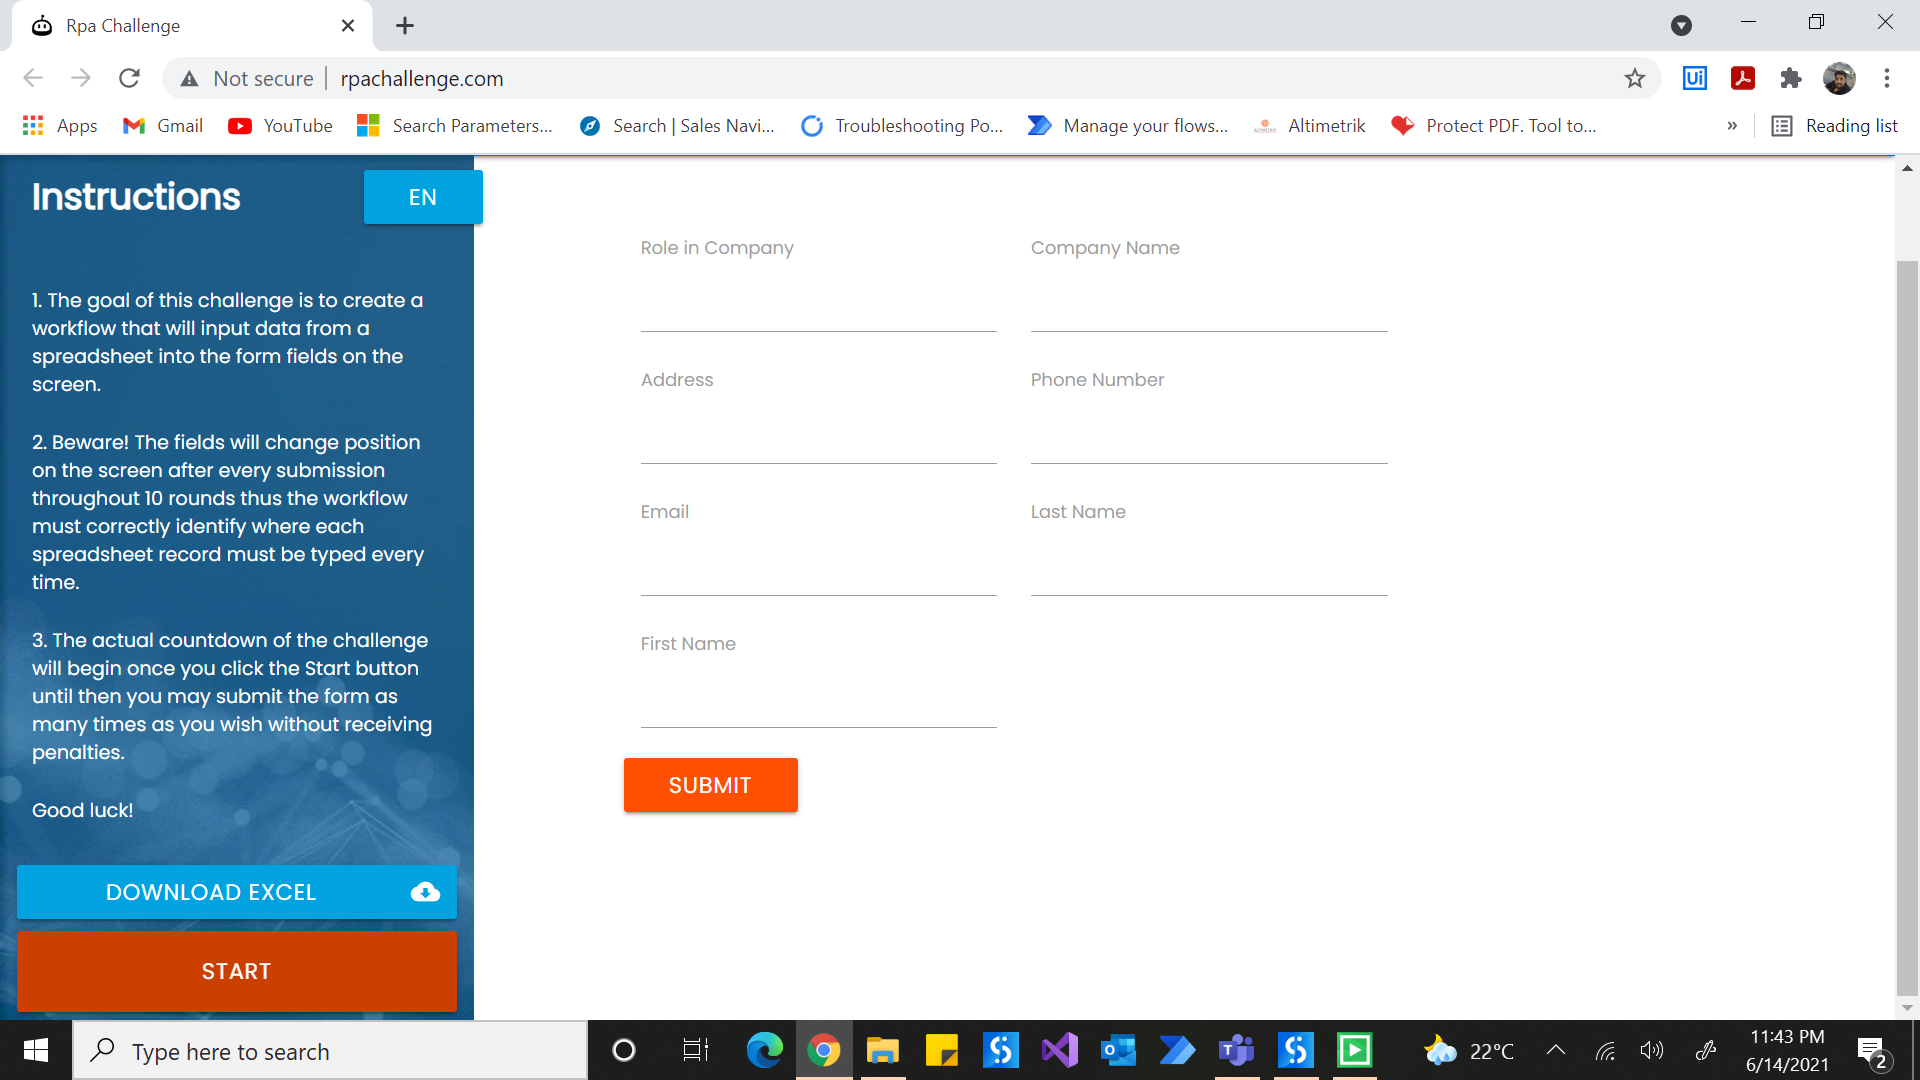 Rpa Challenge
Not secure | rpachallenge.com
Apps Gmail YouTube Search Parameters... Search | Sales Navi... Troubleshooting Po... Manage your flows... Altimetrik Protect PDF. Tool to... » Reading list
Instructions
EN
1. The goal of this challenge is to create a
workflow that will input data from a
spreadsheet into the form fields on the
screen.
2. Beware! The fields will change position
on the screen after every submission
throughout 10 rounds thus the workflow
must correctly identify where each
spreadsheet record must be typed every
time.
3. The actual countdown of the challenge
will begin once you click the Start button
until then you may submit the form as
many times as you wish without receiving
penalties.
Good luck!
DOWNLOAD EXCEL
START
Role in Company
Company Name
Address
Phone Number
Email
Last Name
First Name
SUBMIT
Type here to search
22°C
11:43 PM
6/14/2021
2